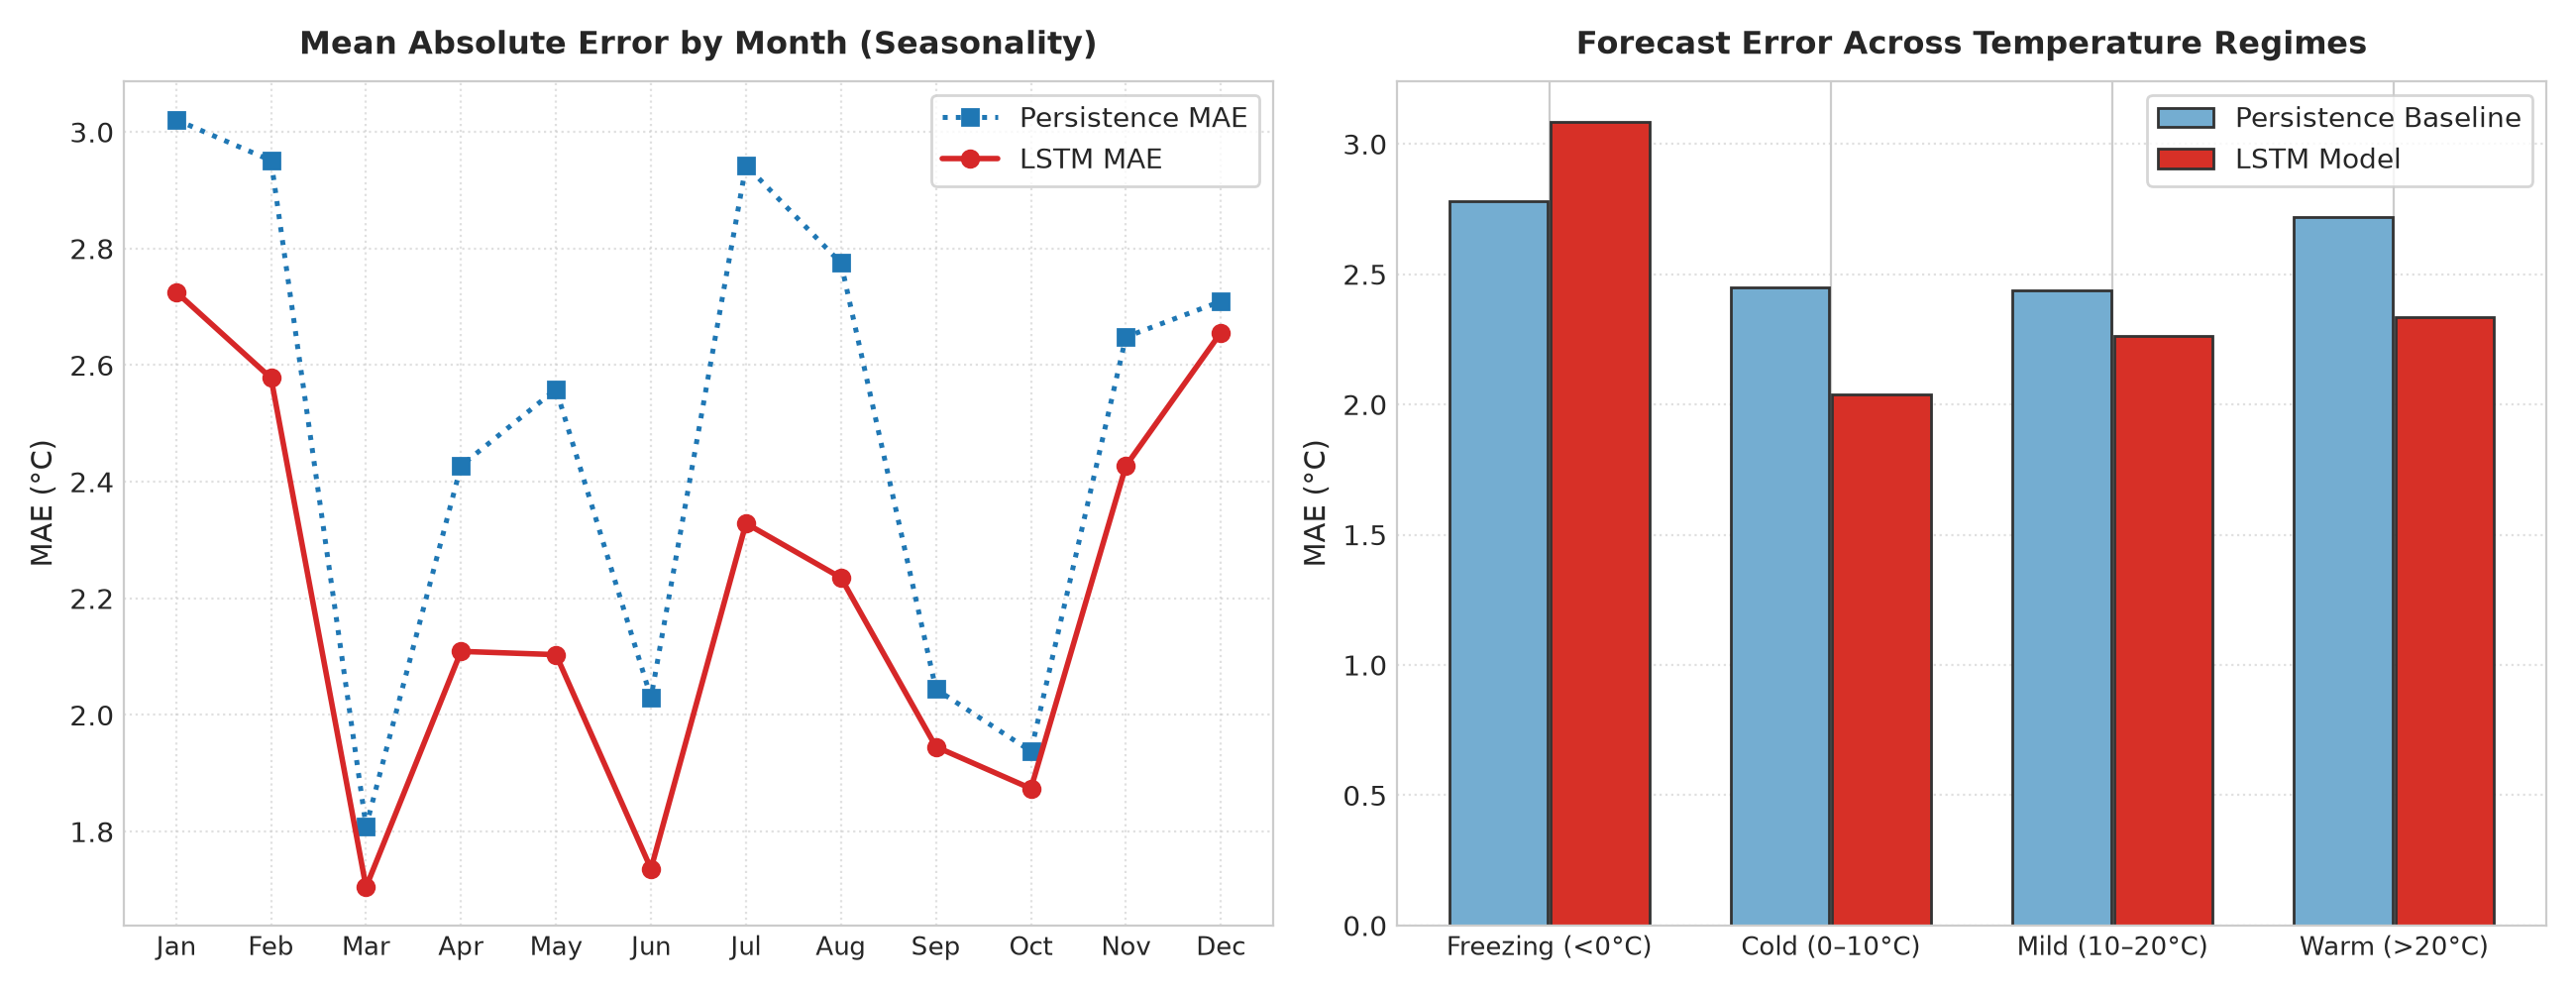 Mean Absolute Error by Month (Seasonality)
Persistence MAE
LSTM MAE
MAE (°C)
3.0
2.8
2.6
2.4
2.2
2.0
1.8
Jan Feb Mar Apr May Jun Jul Aug Sep Oct Nov Dec
Forecast Error Across Temperature Regimes
Persistence Baseline
LSTM Model
MAE (°C)
3.0
2.5
2.0
1.5
1.0
0.5
0.0
Freezing (<0°C) Cold (0–10°C) Mild (10–20°C) Warm (>20°C)